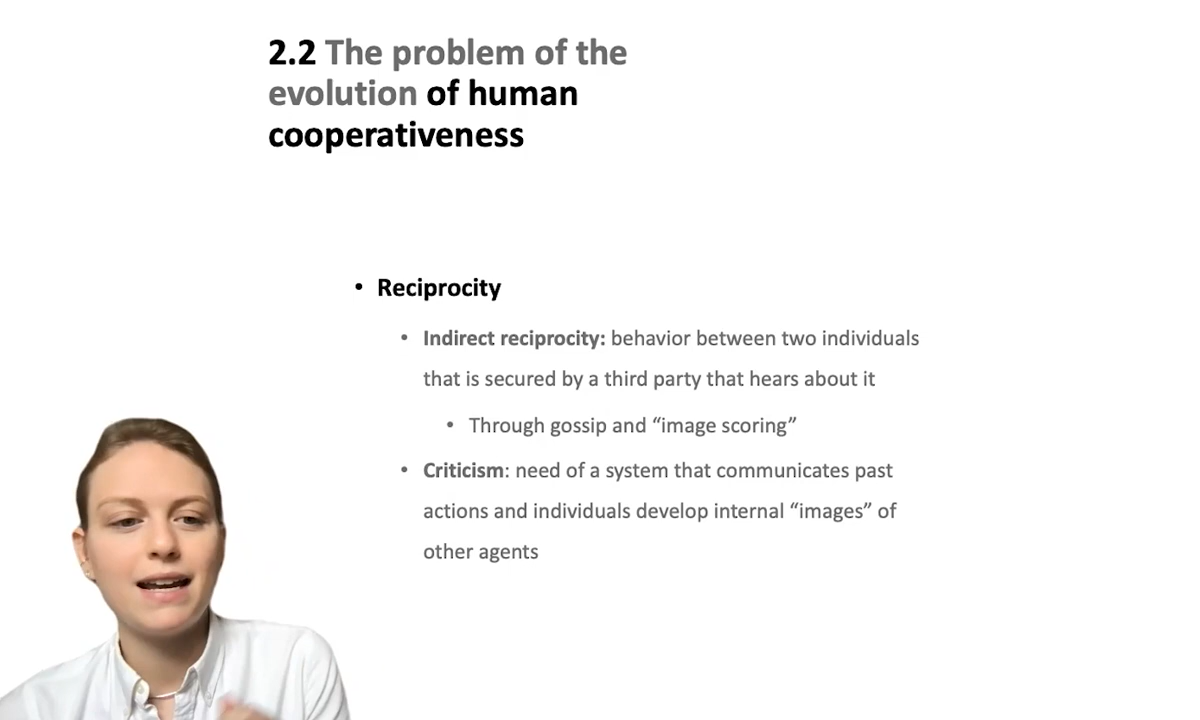 2.2 The problem of the
evolution of human
cooperativeness
• Reciprocity
• Indirect reciprocity: behavior between two individuals
that is secured by a third party that hears about it
• Through gossip and “image scoring”
• Criticism: need of a system that communicates past
actions and individuals develop internal “images” of
other agents